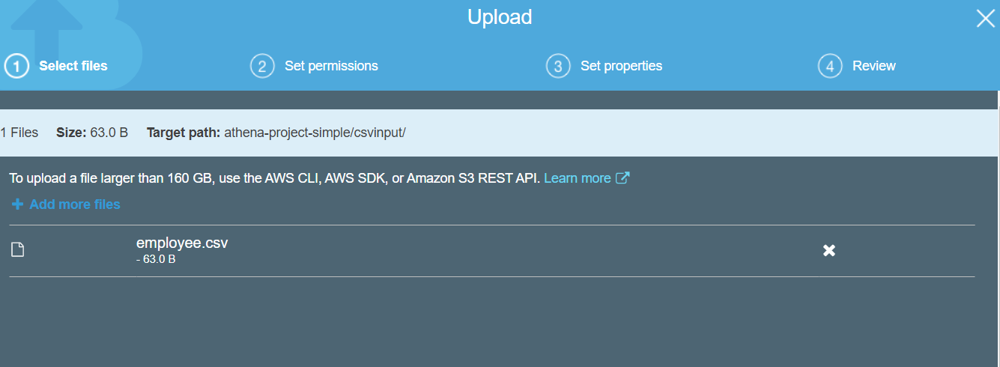 Upload
1 Select files 2 Set permissions 3 Set properties 4 Review
1 Files Size: 63.0 B Target path: athena-project-simple/csvinput/
To upload a file larger than 160 GB, use the AWS CLI, AWS SDK, or Amazon S3 REST API. Learn more
Add more files
employee.csv
- 63.0 B